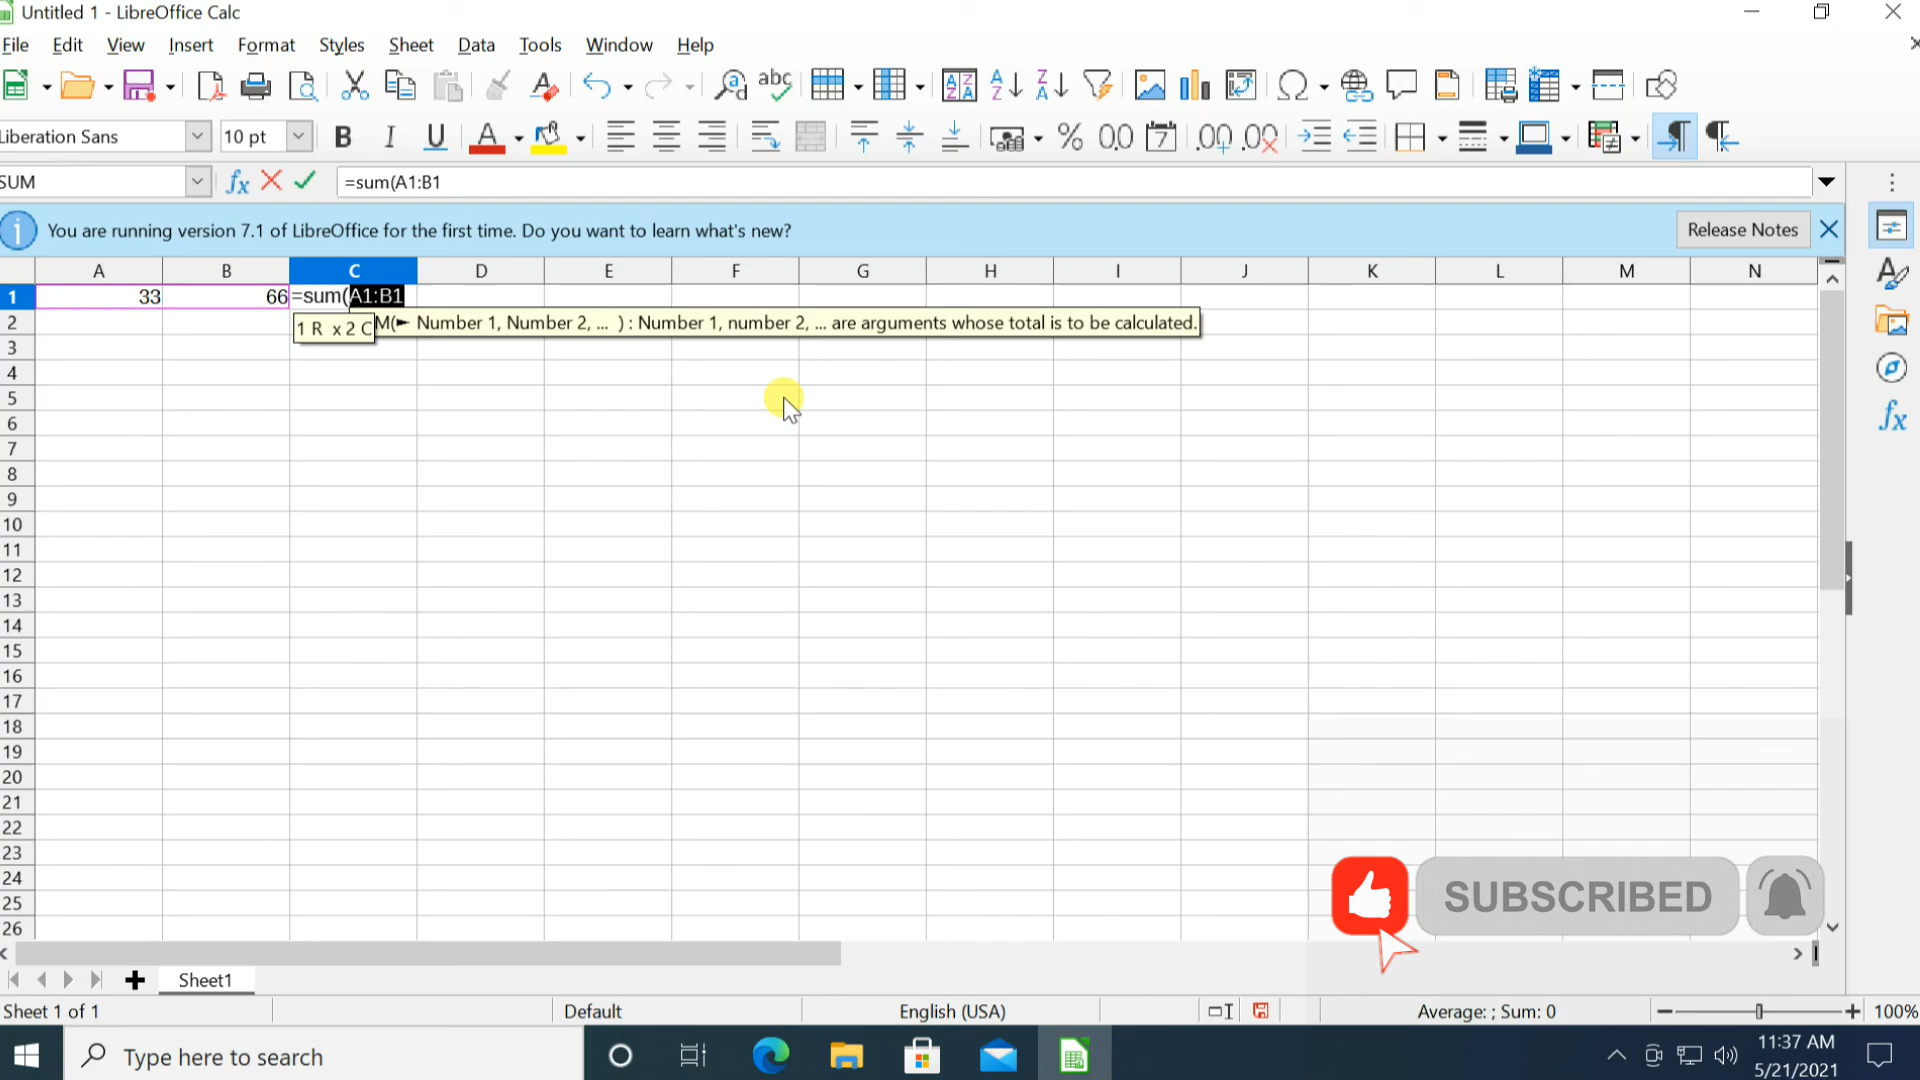 Untitled 1 - LibreOffice Calc
File Edit View Insert Format Styles Sheet Data Tools Window Help
Liberation Sans 10 pt
SUM =sum(A1:B1
You are running version 7.1 of LibreOffice for the first time. Do you want to learn what's new? Release Notes
A B C D E F G H I J K L M N
1 33 66 =sum(A1:B1
2 1 R x 2 C M(► Number 1, Number 2, ... ) : Number 1, number 2, ... are arguments whose total is to be calculated.
3
4
5
6
7
8
9
10
11
12
13
14
15
16
17
18
19
20
21
22
23
24
25
26
SUBSCRIBED
Sheet1
Sheet 1 of 1 Default English (USA) Average: ; Sum: 0 100%
Type here to search 11:37 AM
5/21/2021